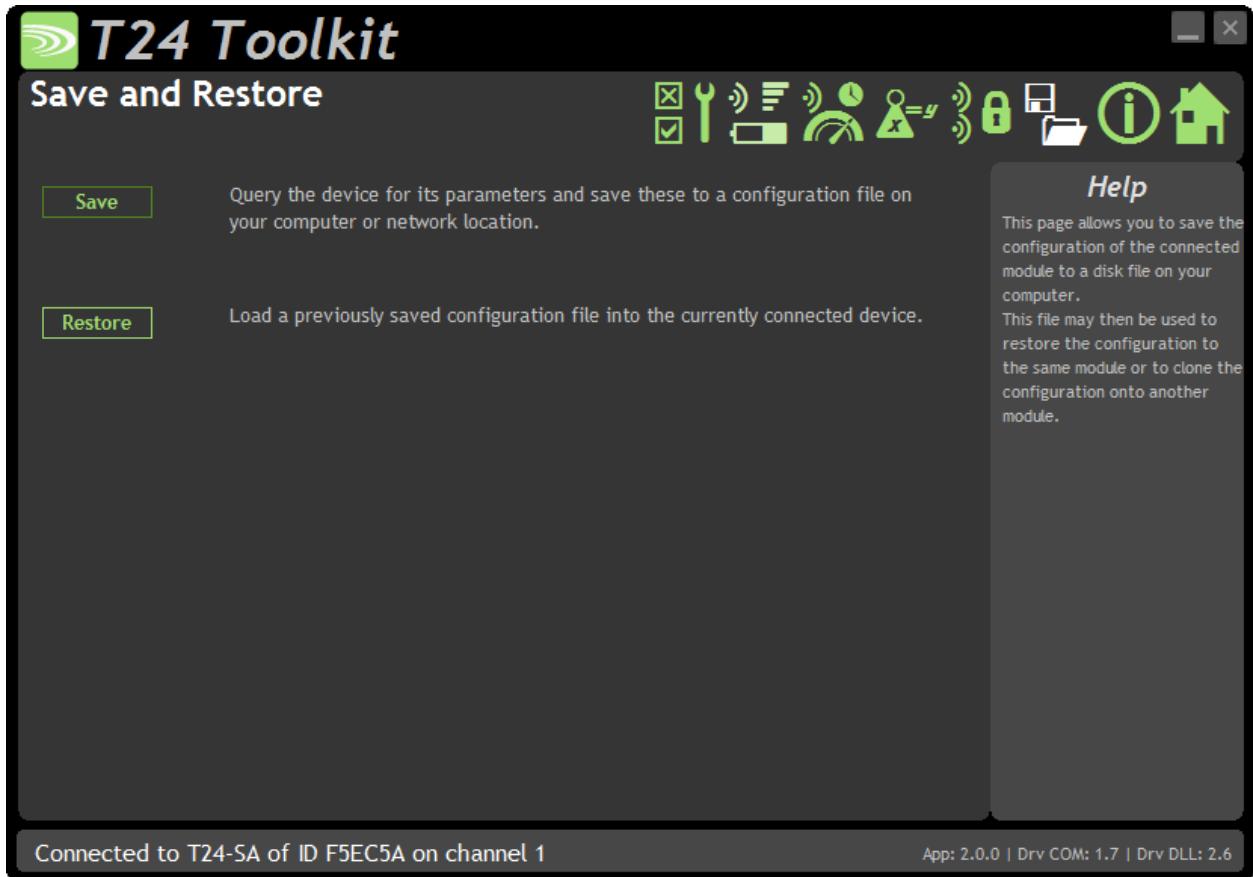 T24 Toolkit
Save and Restore
x=y
Save
Query the device for its parameters and save these to a configuration file on
your computer or network location.
Restore
Load a previously saved configuration file into the currently connected device.
Help
This page allows you to save the
configuration of the connected
module to a disk file on your
computer.
This file may then be used to
restore the configuration to
the same module or to clone the
configuration onto another
module.
Connected to T24-SA of ID F5EC5A on channel 1
App: 2.0.0 | Drv COM: 1.7 | Drv DLL: 2.6